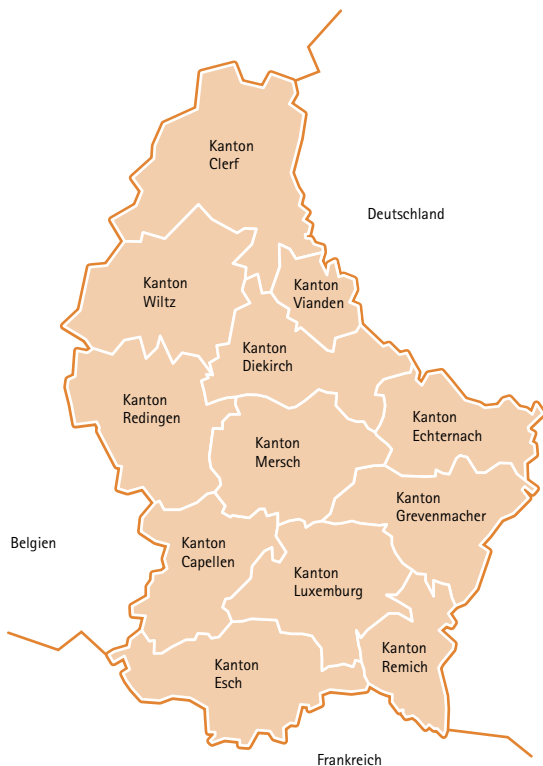 Kanton
Clerf
Deutschland
Kanton
Wiltz
Kanton
Vianden
Kanton
Diekirch
Kanton
Redingen
Kanton
Echternach
Kanton
Mersch
Kanton
Grevenmacher
Belgien
Kanton
Capellen
Kanton
Luxemburg
Kanton
Remich
Kanton
Esch
Frankreich